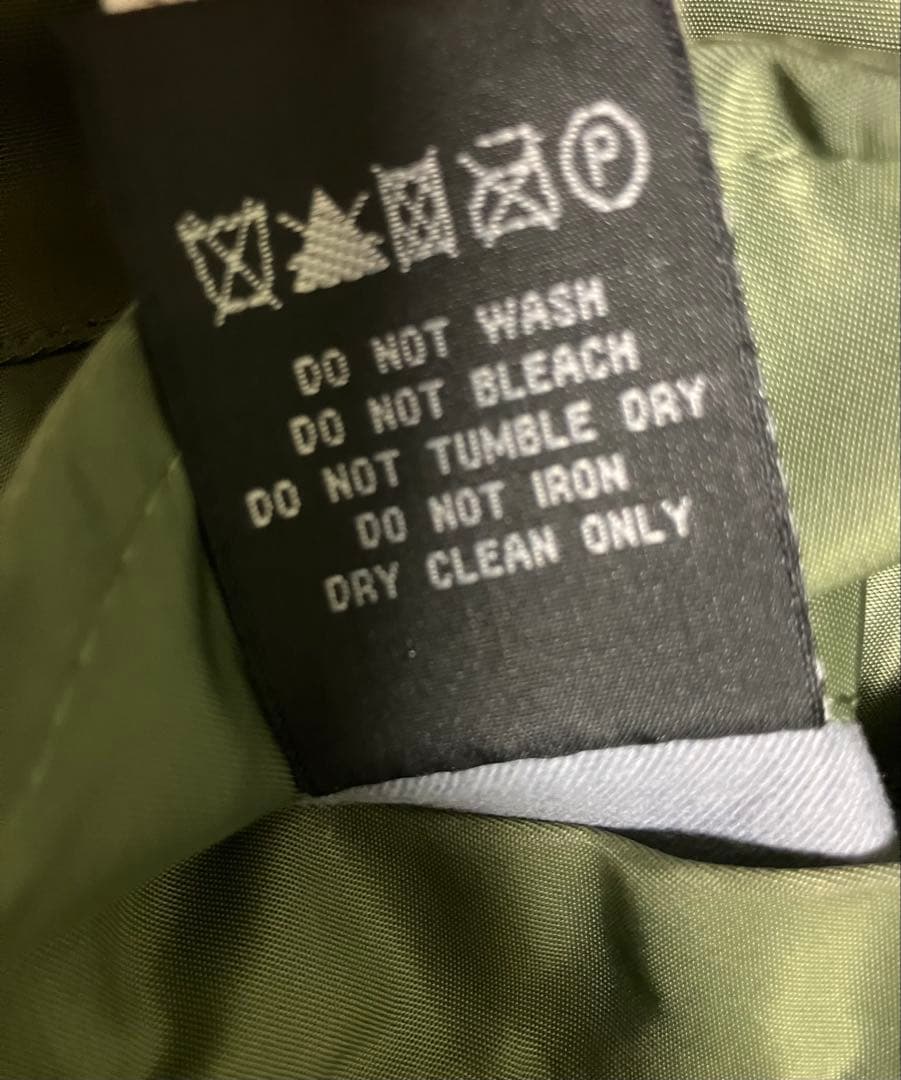 P
DO NOT WASH
DO NOT BLEACH
DO NOT TUMBLE DRY
DO NOT IRON
DRY CLEAN ONLY